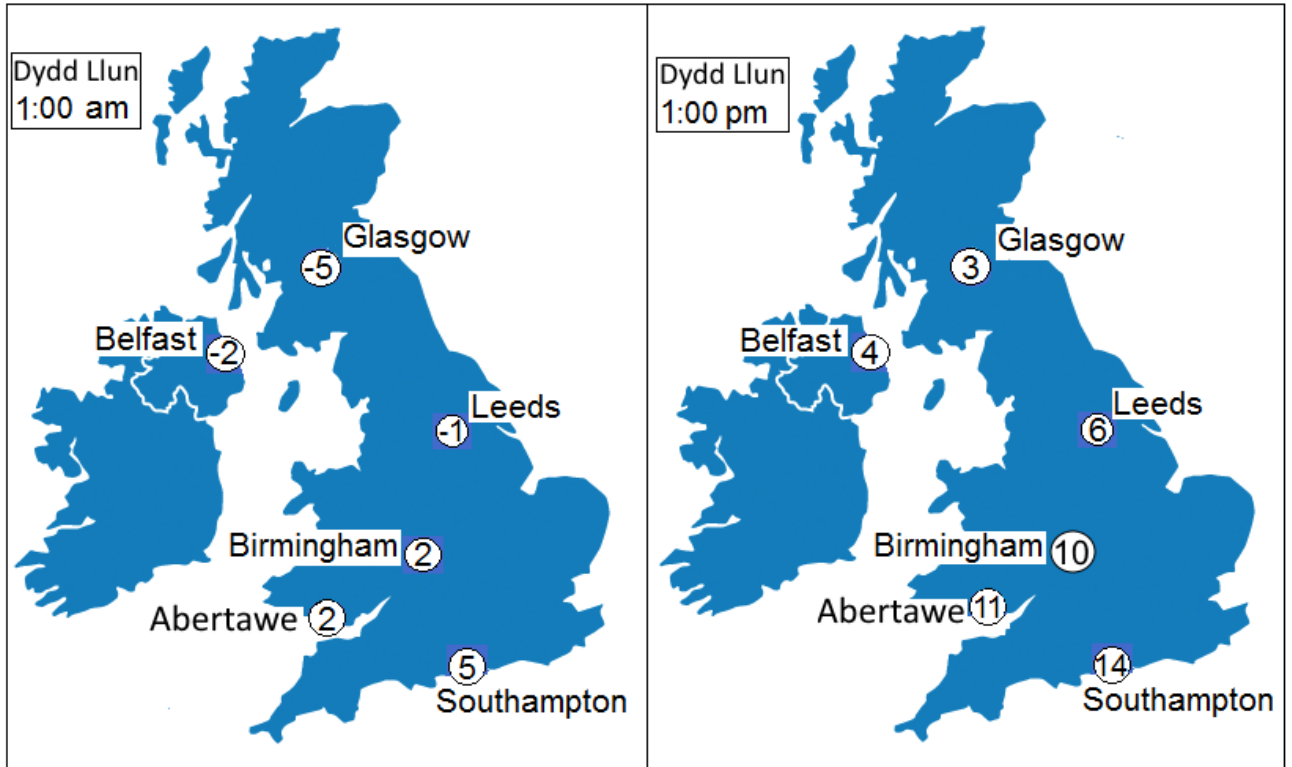 Dydd Llun
1:00 am
Glasgow
-5
Belfast
-2
Leeds
-1
Birmingham
2
Abertawe
2
5
Southampton
Dydd Llun
1:00 pm
Glasgow
3
Belfast
4
Leeds
6
Birmingham
10
Abertawe
11
14
Southampton